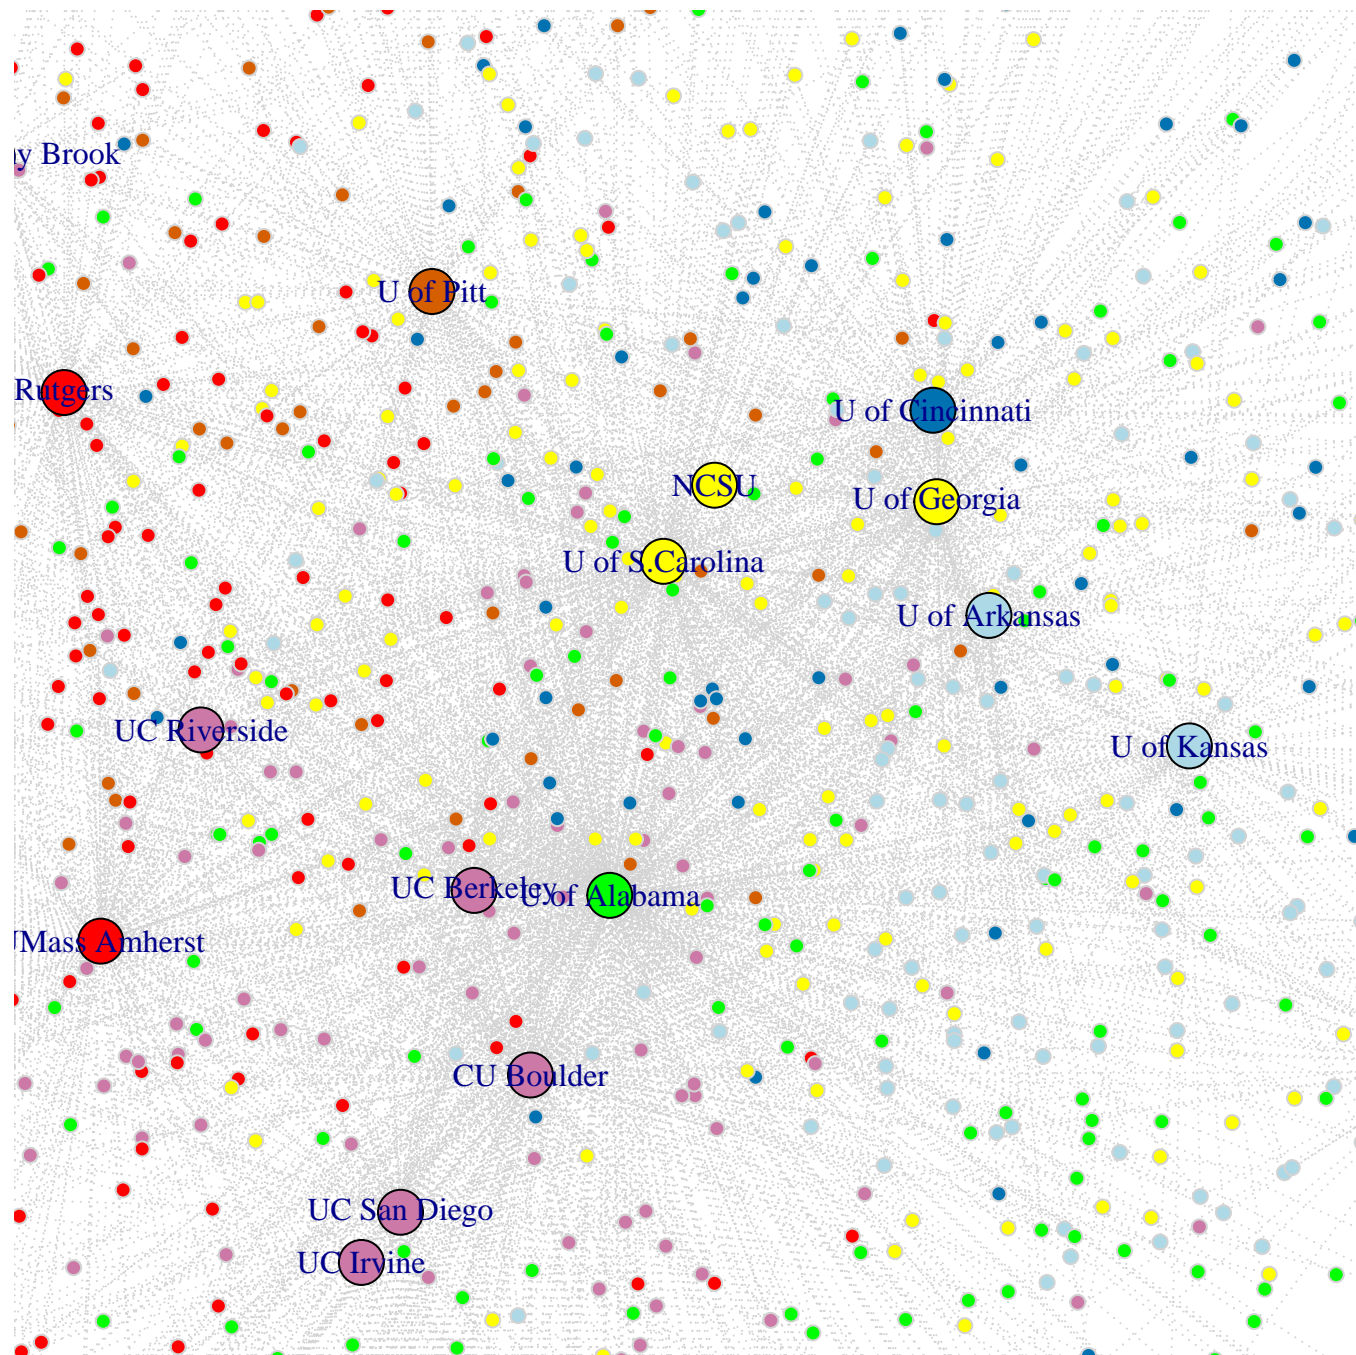 y Brook
U of Pitt
Rutgers
U of Cincinnati
NCSU
U of Georgia
U of S.Carolina
U of Arkansas
UC Riverside
U of Kansas
UC Berkeley
U of Alabama
UMass Amherst
CU Boulder
UC San Diego
UC Irvine